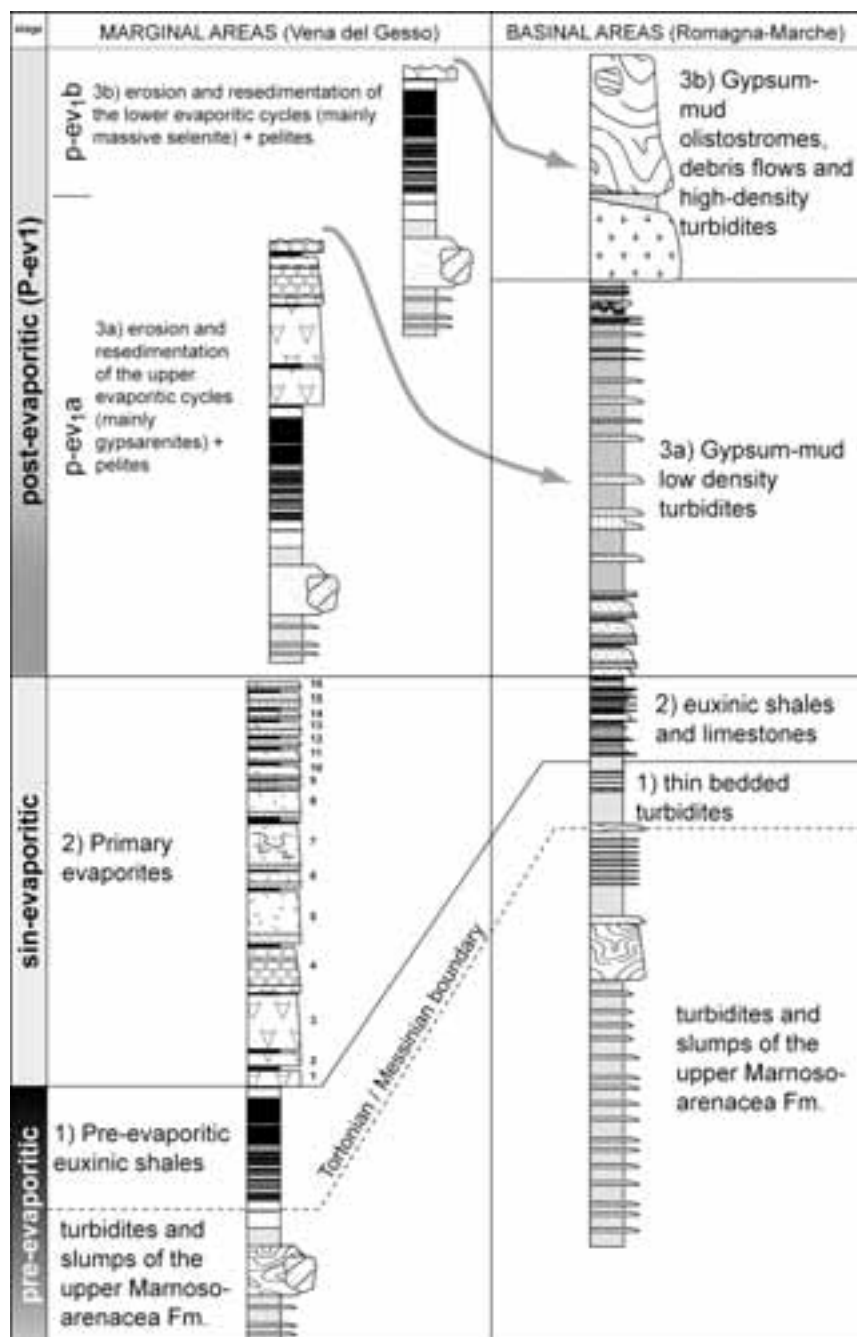 stage
MARGINAL AREAS (Vena del Gesso)
BASINAL AREAS (Romagna-Marche)
post-evaporitic (P-ev1)
p-ev1b
3b) erosion and resedimentation of
the lower evaporitic cycles (mainly
massive selenite) + pelites
3b) Gypsum-
mud
olistostromes,
debris flows and
high-density
turbidites
p-ev1a
3a) erosion and
resedimentation
of the upper
evaporitic cycles
(mainly
gypsarenites) +
pelites
3a) Gypsum-mud
low density
turbidites
sin-evaporitic
2) Primary
evaporites
16
15
14
13
12
11
10
9
8
7
6
5
4
3
2
1
2) euxinic shales
and limestones
1) thin bedded
turbidites
Tortonian / Messinian boundary
turbidites and
slumps of the
upper Marnoso-
arenacea Fm.
pre-evaporitic
1) Pre-evaporitic
euxinic shales
turbidites and
slumps of the
upper Marnoso-
arenacea Fm.